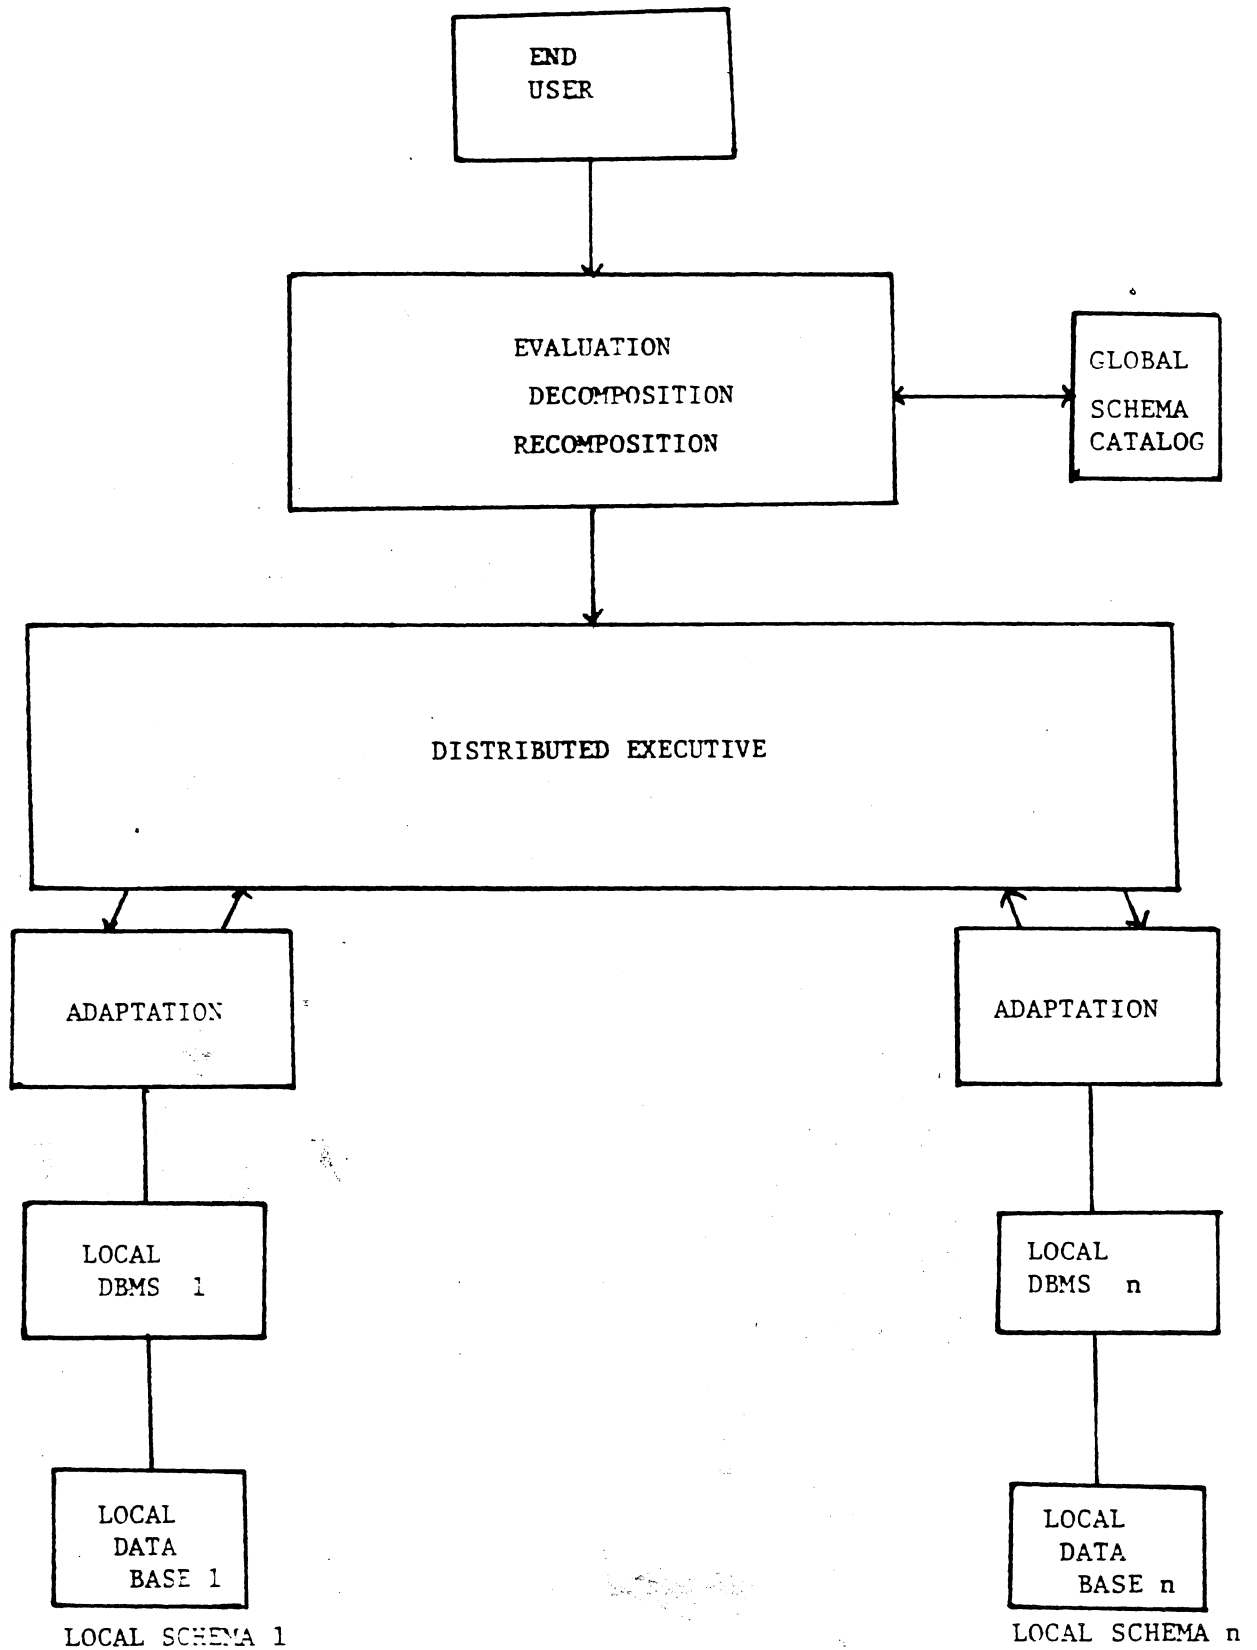 END
USER
EVALUATION
DECOMPOSITION
RECOMPOSITION
GLOBAL
SCHEMA
CATALOG
DISTRIBUTED EXECUTIVE
ADAPTATION
ADAPTATION
LOCAL
DBMS 1
LOCAL
DBMS n
LOCAL
DATA
BASE 1
LOCAL SCHEMA 1
LOCAL
DATA
BASE n
LOCAL SCHEMA n